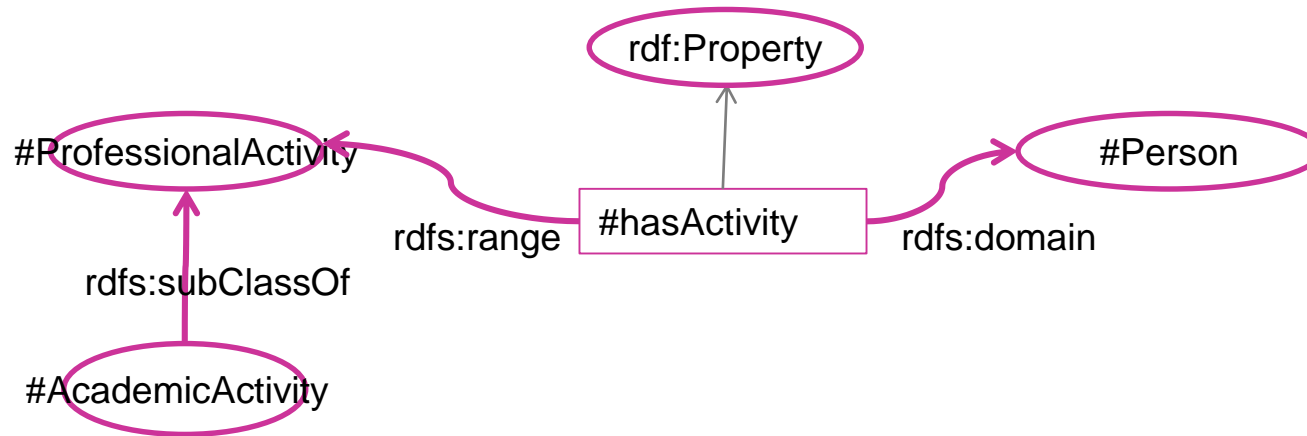 rdf:Property
#ProfessionalActivity
#Person
#hasActivity
rdfs:range
rdfs:domain
rdfs:subClassOf
#AcademicActivity